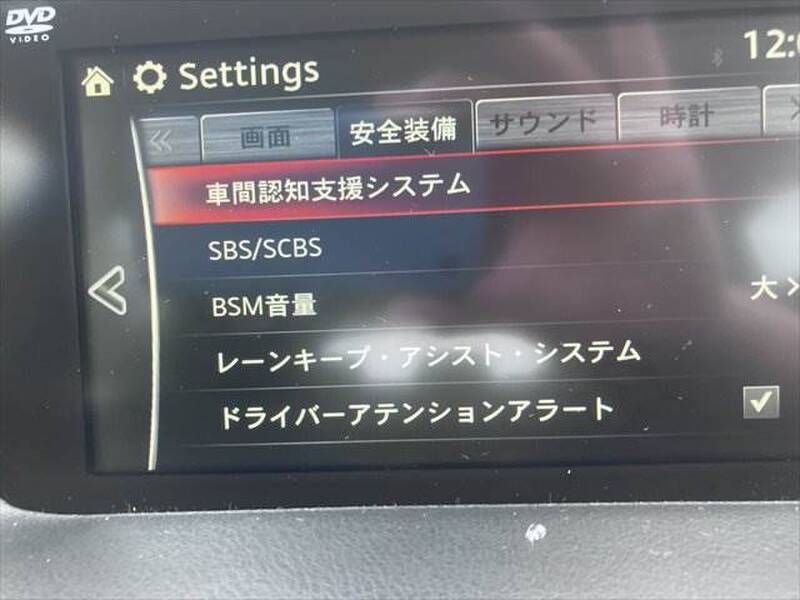 DVD
VIDEO
Settings
12:
画面
安全装備
サウンド
時計
車間認知支援システム
SBS/SCBS
BSM音量
大
レーンキープ・アシスト・システム
ドライバーアテンションアラート